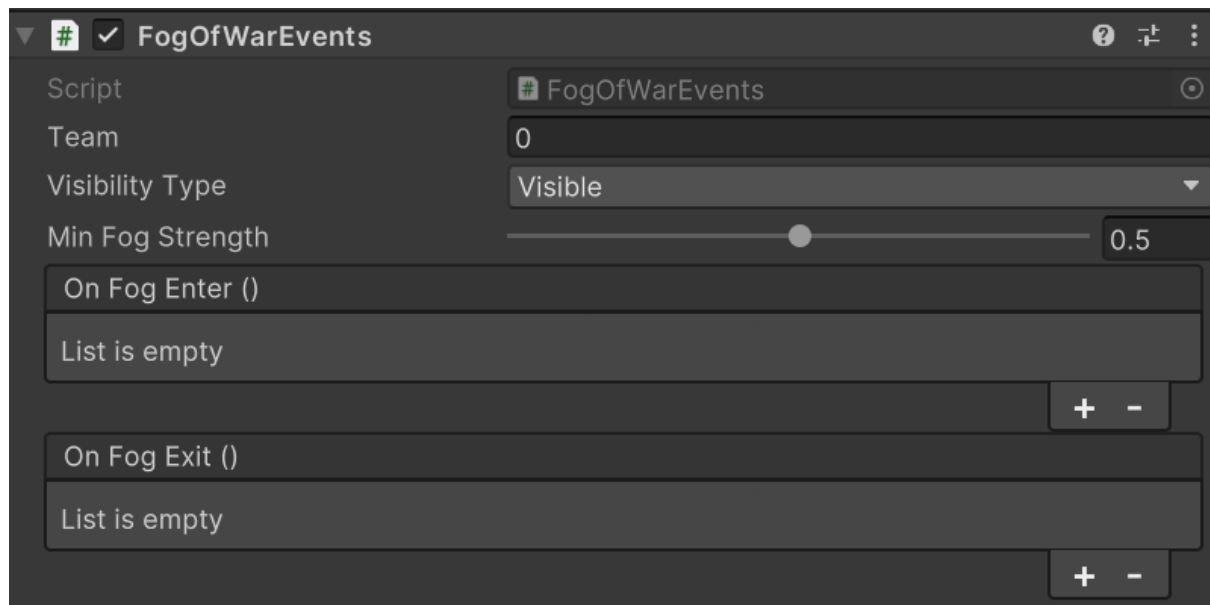 FogOfWarEvents
Script FogOfWarEvents
Team 0
Visibility Type Visible
Min Fog Strength 0.5
On Fog Enter ()
List is empty
+ -
On Fog Exit ()
List is empty
+ -